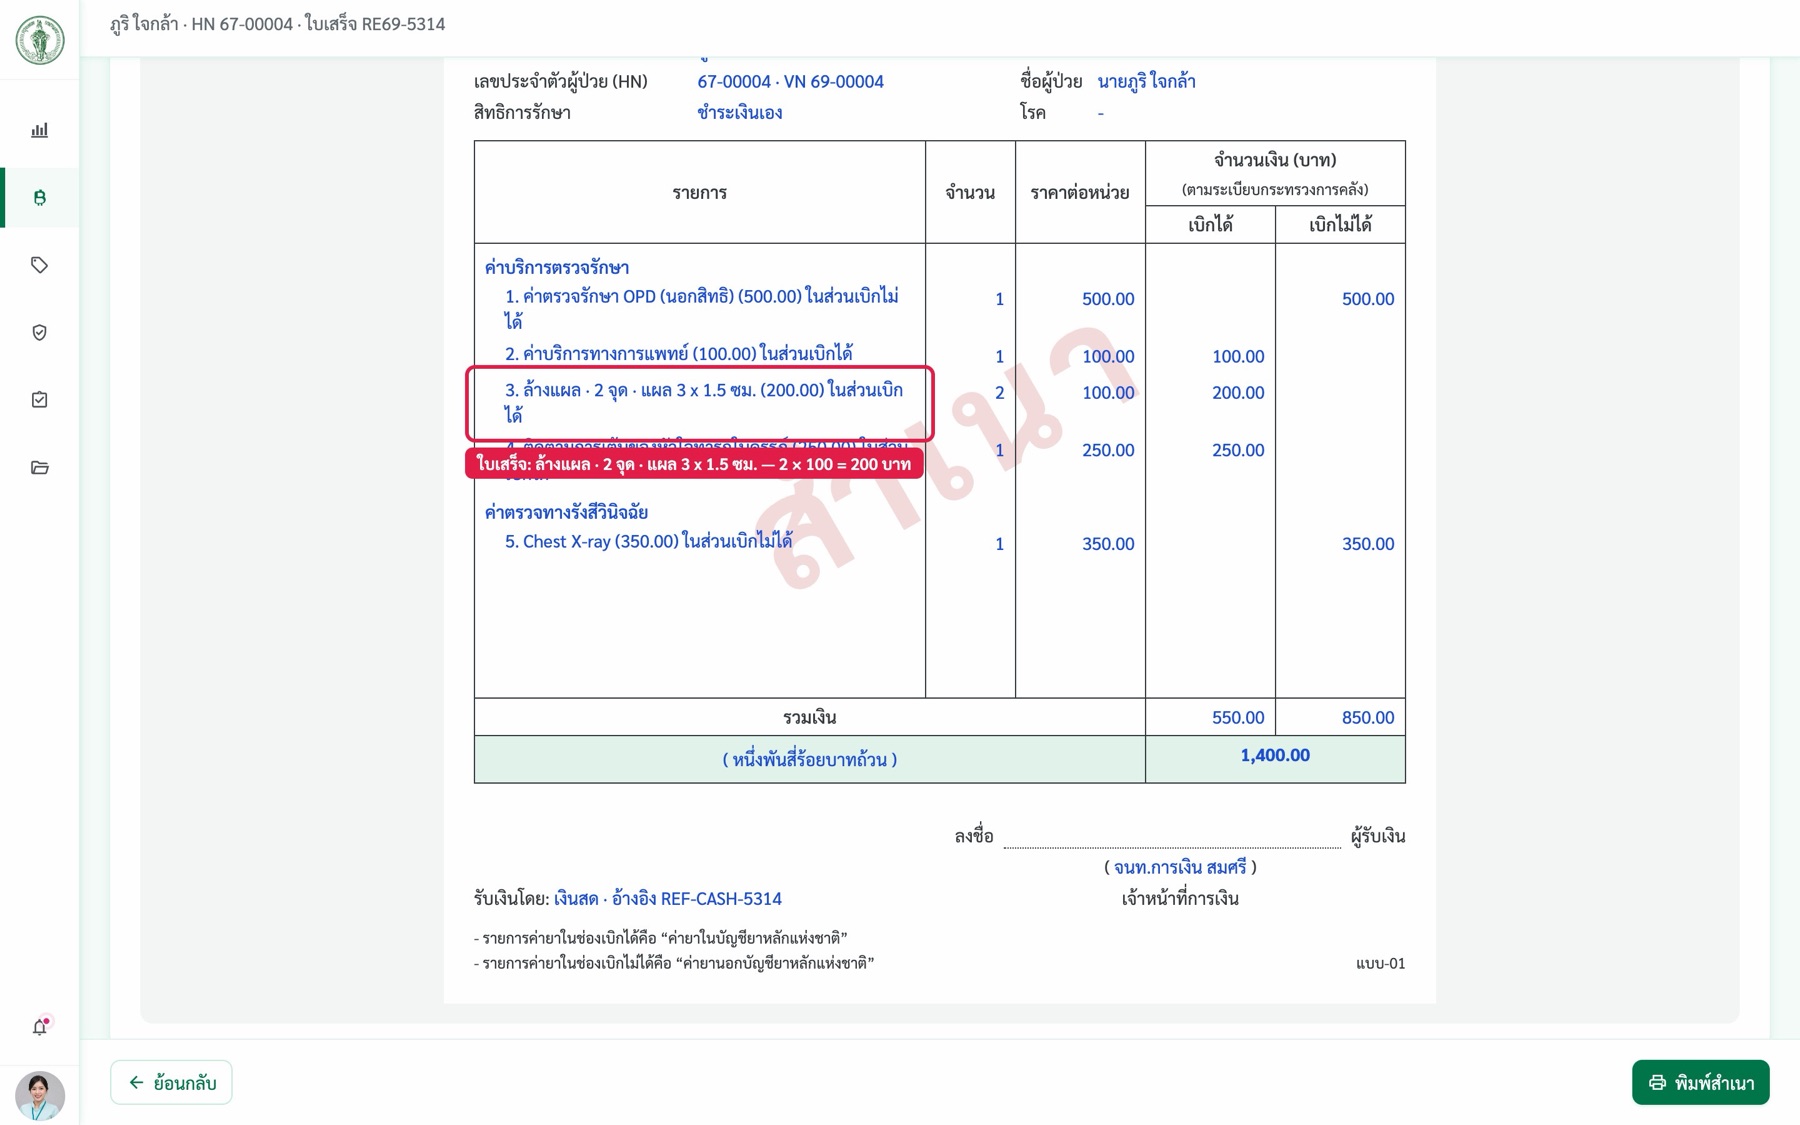 ภูริ ใจกล้า · HN 67-00004 · ใบเสร็จ RE69-5314
เลขประจำตัวผู้ป่วย (HN) 67-00004 · VN 69-00004 ชื่อผู้ป่วย นายภูริ ใจกล้า
สิทธิการรักษา ชำระเงินเอง โรค -
รายการ จำนวน ราคาต่อหน่วย จำนวนเงิน (บาท)
(ตามระเบียบกระทรวงการคลัง)
เบิกได้ เบิกไม่ได้
ค่าบริการตรวจรักษา
1. ค่าตรวจรักษา OPD (นอกสิทธิ) (500.00) ในส่วนเบิกไม่ 1 500.00 500.00
ได้
2. ค่าบริการทางการแพทย์ (100.00) ในส่วนเบิกได้ 1 100.00 100.00
3. ล้างแผล · 2 จุด · แผล 3 x 1.5 ซม. (200.00) ในส่วนเบิก 2 100.00 200.00
ได้
1 250.00 250.00
ใบเสร็จ: ล้างแผล · 2 จุด · แผล 3 x 1.5 ซม. — 2 × 100 = 200 บาท
สำเนา
ค่าตรวจทางรังสีวินิจฉัย
5. Chest X-ray (350.00) ในส่วนเบิกไม่ได้ 1 350.00 350.00
รวมเงิน 550.00 850.00
( หนึ่งพันสี่ร้อยบาทถ้วน ) 1,400.00
ลงชื่อ ผู้รับเงิน
( จนท.การเงิน สมศรี )
รับเงินโดย: เงินสด · อ้างอิง REF-CASH-5314 เจ้าหน้าที่การเงิน
- รายการค่ายาในช่องเบิกได้คือ “ค่ายาในบัญชียาหลักแห่งชาติ”
- รายการค่ายาในช่องเบิกไม่ได้คือ “ค่ายานอกบัญชียาหลักแห่งชาติ” แบบ-01
ย้อนกลับ พิมพ์สำเนา